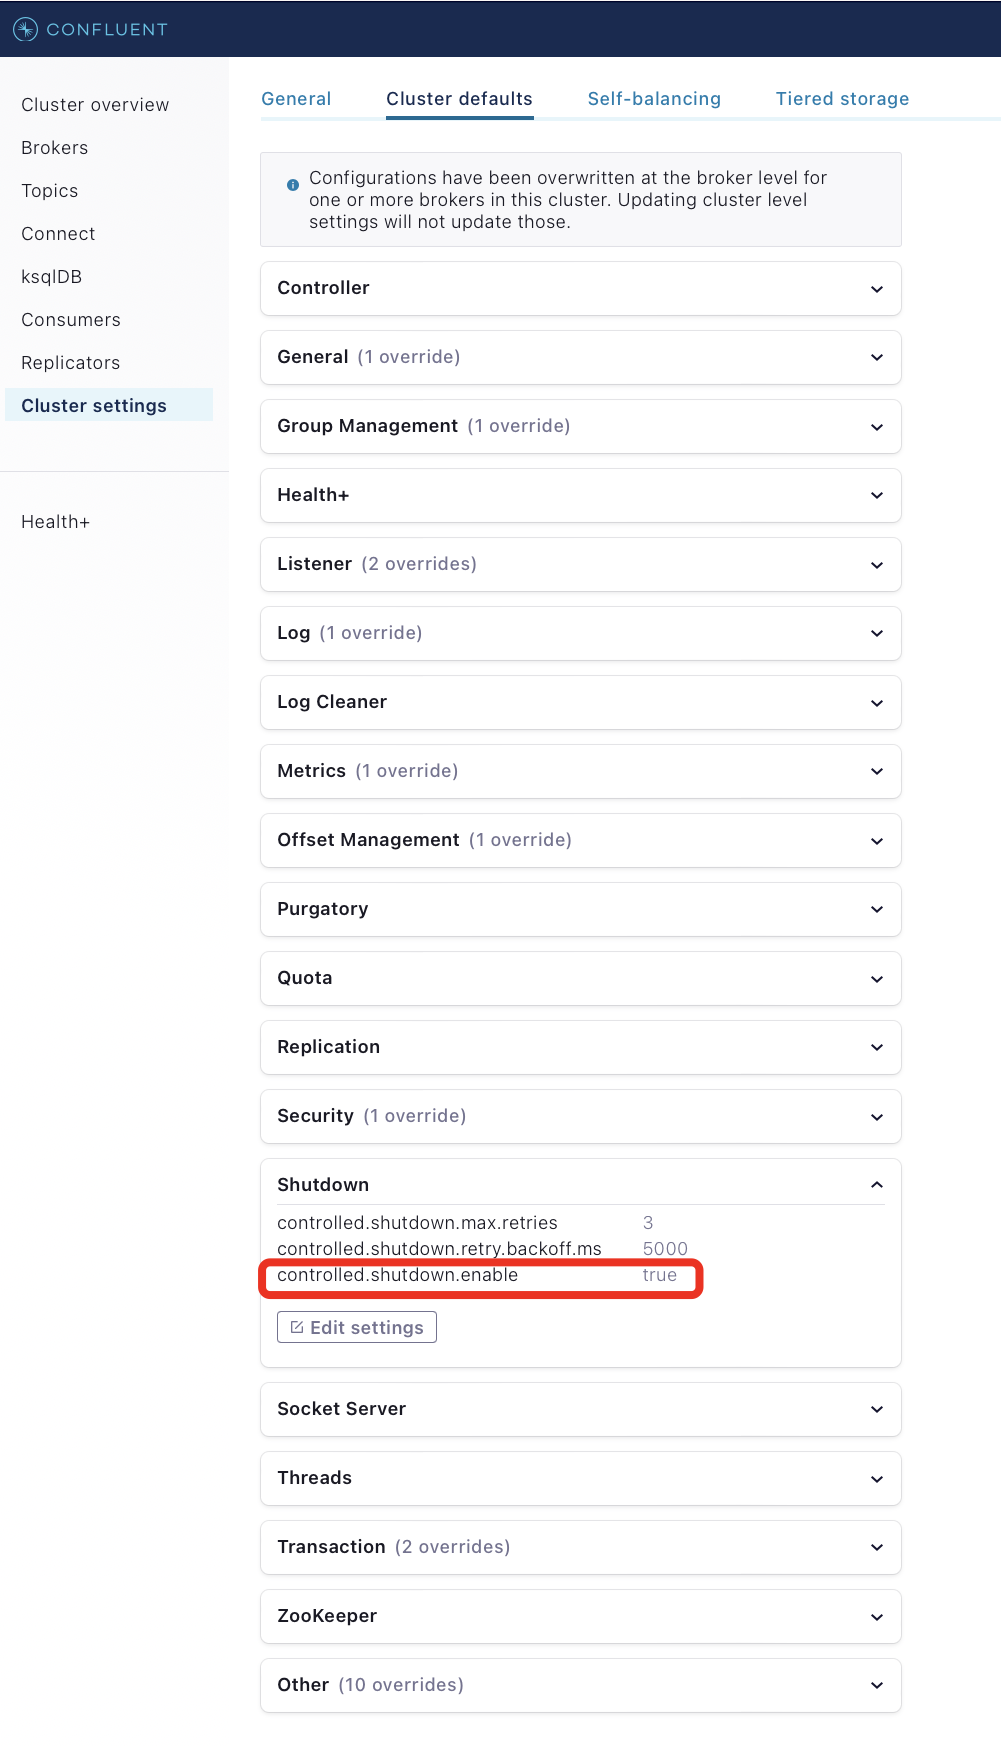 CONFLUENT
Cluster overview
Brokers
Topics
Connect
ksqlDB
Consumers
Replicators
Cluster settings
Health+
General Cluster defaults Self-balancing Tiered storage
Configurations have been overwritten at the broker level for
one or more brokers in this cluster. Updating cluster level
settings will not update those.
Controller
General (1 override)
Group Management (1 override)
Health+
Listener (2 overrides)
Log (1 override)
Log Cleaner
Metrics (1 override)
Offset Management (1 override)
Purgatory
Quota
Replication
Security (1 override)
Shutdown
controlled.shutdown.max.retries 3
controlled.shutdown.retry.backoff.ms 5000
controlled.shutdown.enable true
Edit settings
Socket Server
Threads
Transaction (2 overrides)
ZooKeeper
Other (10 overrides)